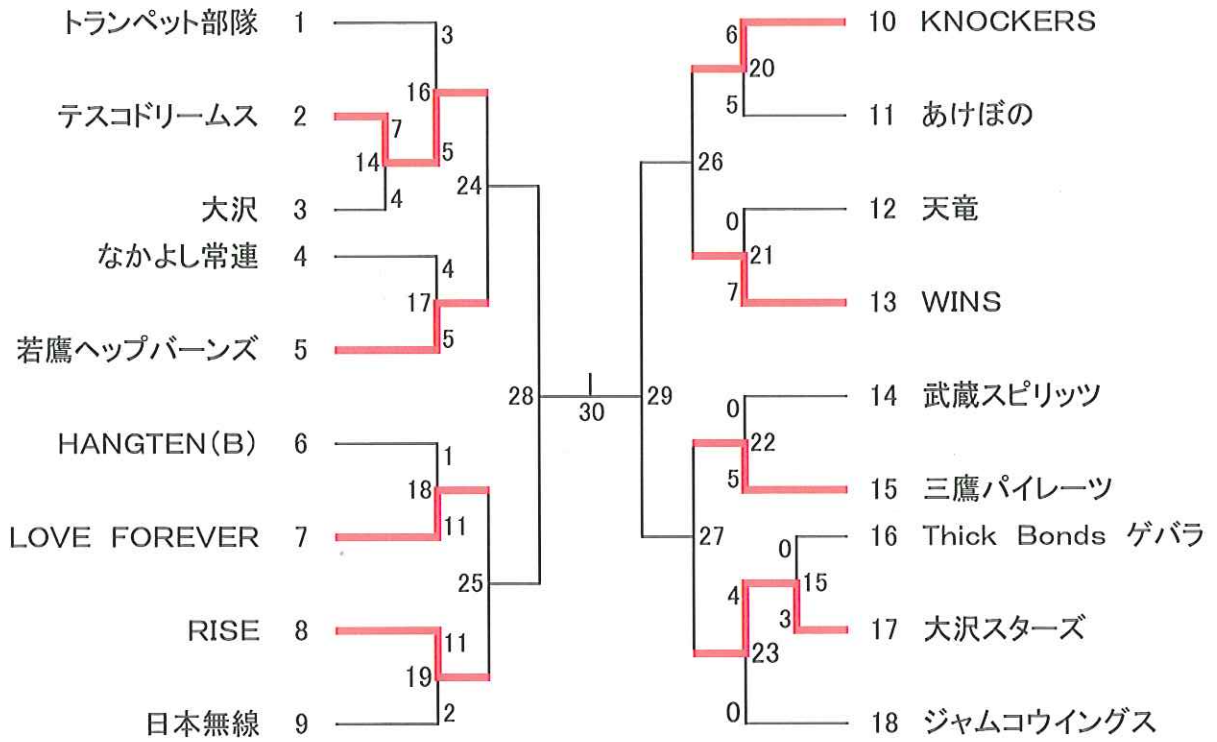 トランペット部隊 1
3
16
テスコドリームス 2
7
14
5
4
24
大沢 3
なかよし常連 4
4
17
5
若鷹ヘップバーンズ 5
28
HANGTEN(B) 6
1
18
11
LOVE FOREVER 7
25
RISE 8
11
19
2
日本無線 9
30
6
10 KNOCKERS
20
5
11 あけぼの
26
0
12 天竜
21
7
13 WINS
29
0
14 武蔵スピリッツ
22
5
15 三鷹パイレーツ
27
0
16 Thick Bonds ゲバラ
4
15
3
17 大沢スターズ
23
0
18 ジャムコウイングス